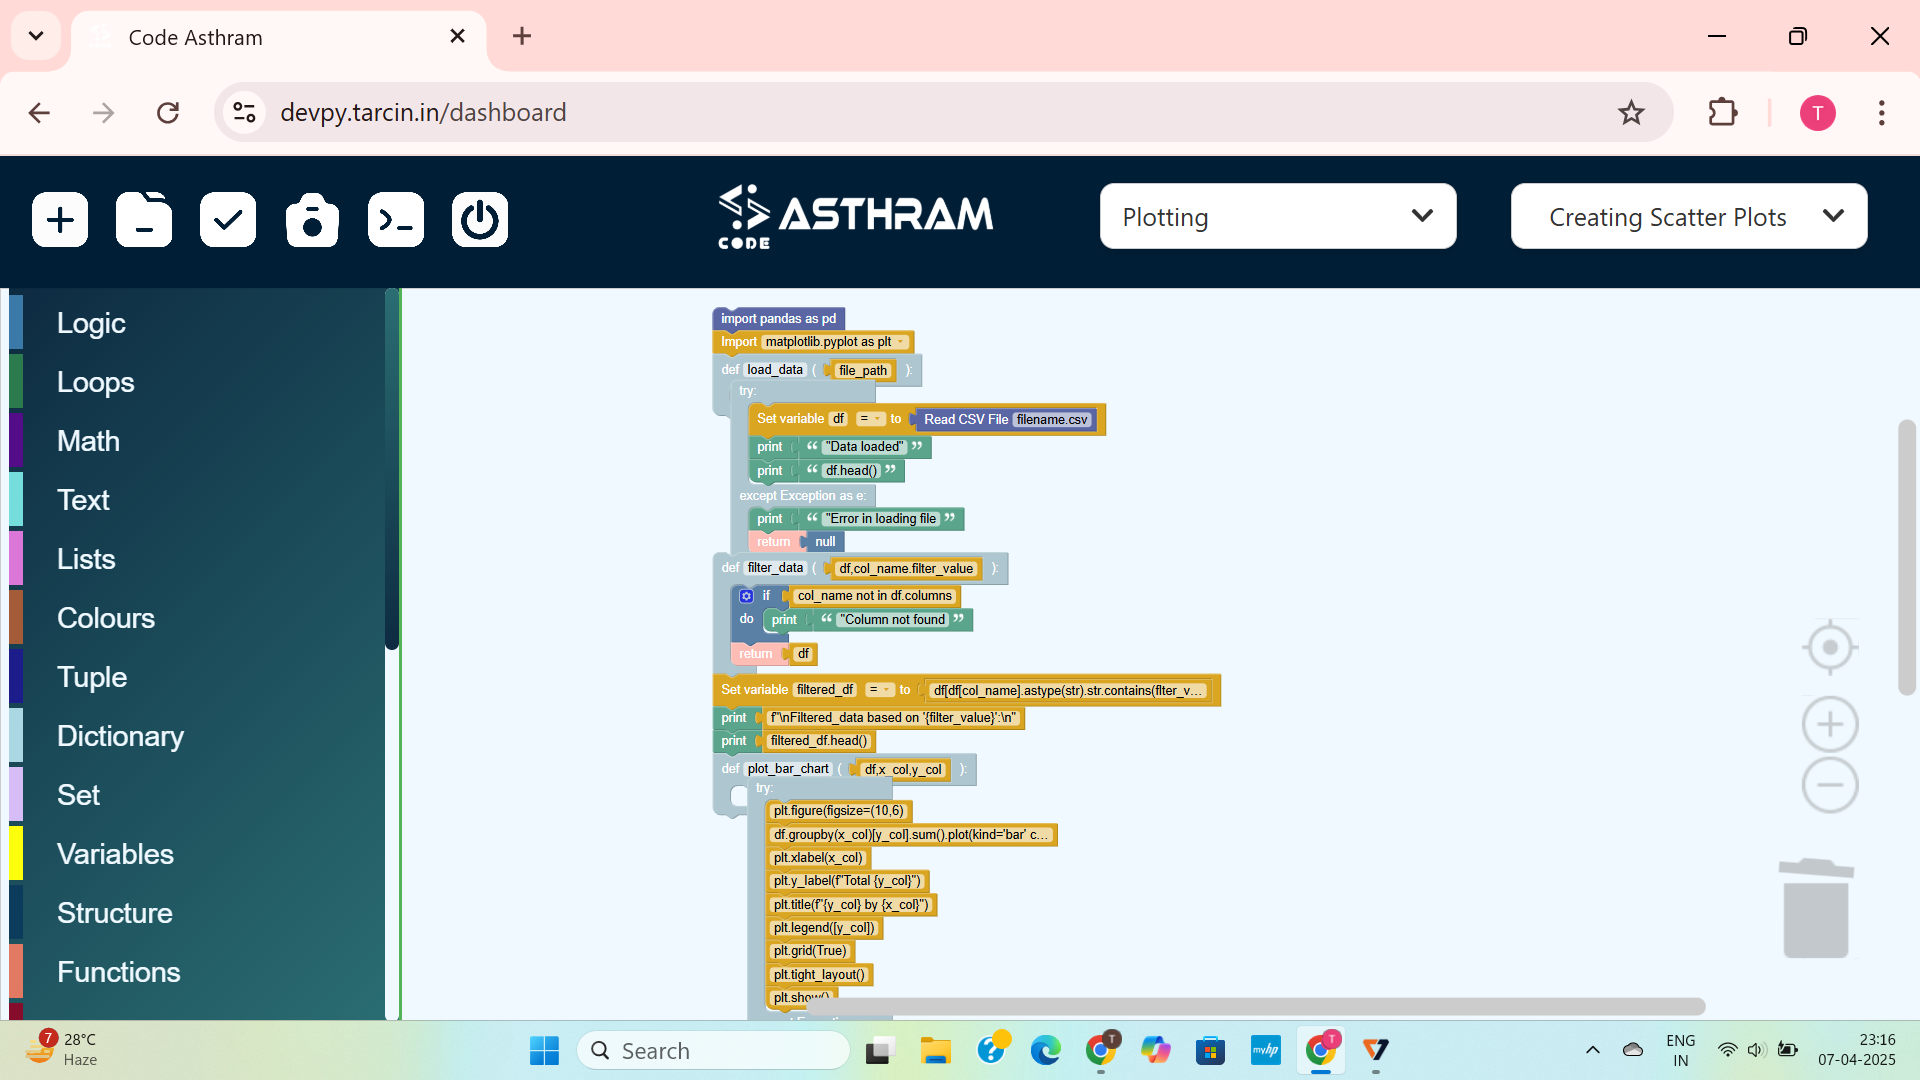 Code Asthram
devpy.tarcin.in/dashboard
T
ASTHRAM
CODE
Plotting
Creating Scatter Plots
Logic
Loops
Math
Text
Lists
Colours
Tuple
Dictionary
Set
Variables
Structure
Functions
import pandas as pd
Import matplotlib.pyplot as plt
def load_data ( file_path ):
try:
Set variable df = to Read CSV File filename.csv
print “ "Data loaded" ”
print “ df.head() ”
except Exception as e:
print “ "Error in loading file ”
return null
def filter_data ( df,col_name.filter_value ):
if col_name not in df.columns
do print “ "Column not found ”
return df
Set variable filtered_df = to df[df[col_name].astype(str).str.contains(flter_v...
print f"\nFiltered_data based on '{filter_value}':\n"
print filtered_df.head()
def plot_bar_chart ( df,x_col,y_col ):
try:
plt.figure(figsize=(10,6)
df.groupby(x_col)[y_col].sum().plot(kind='bar' c...
plt.xlabel(x_col)
plt.y_label(f"Total {y_col}")
plt.title(f"{y_col} by {x_col}")
plt.legend([y_col])
plt.grid(True)
plt.tight_layout()
plt.show()
7
28°C
Haze
Search
T
myhp
T
ENG
IN
23:16
07-04-2025